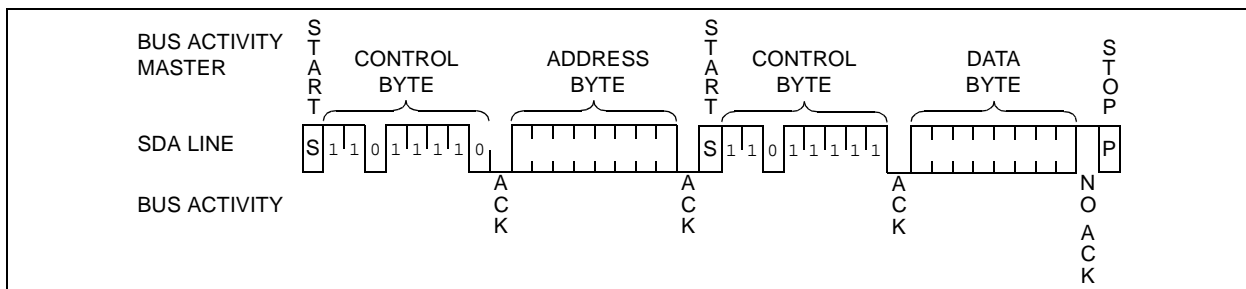 BUS ACTIVITY
MASTER
START
CONTROL
BYTE
ADDRESS
BYTE
START
CONTROL
BYTE
DATA
BYTE
STOP
SDA LINE
S 1 1 0 1 1 1 1 0 S 1 1 0 1 1 1 1 1 P
BUS ACTIVITY
ACK
ACK
ACK
NO ACK